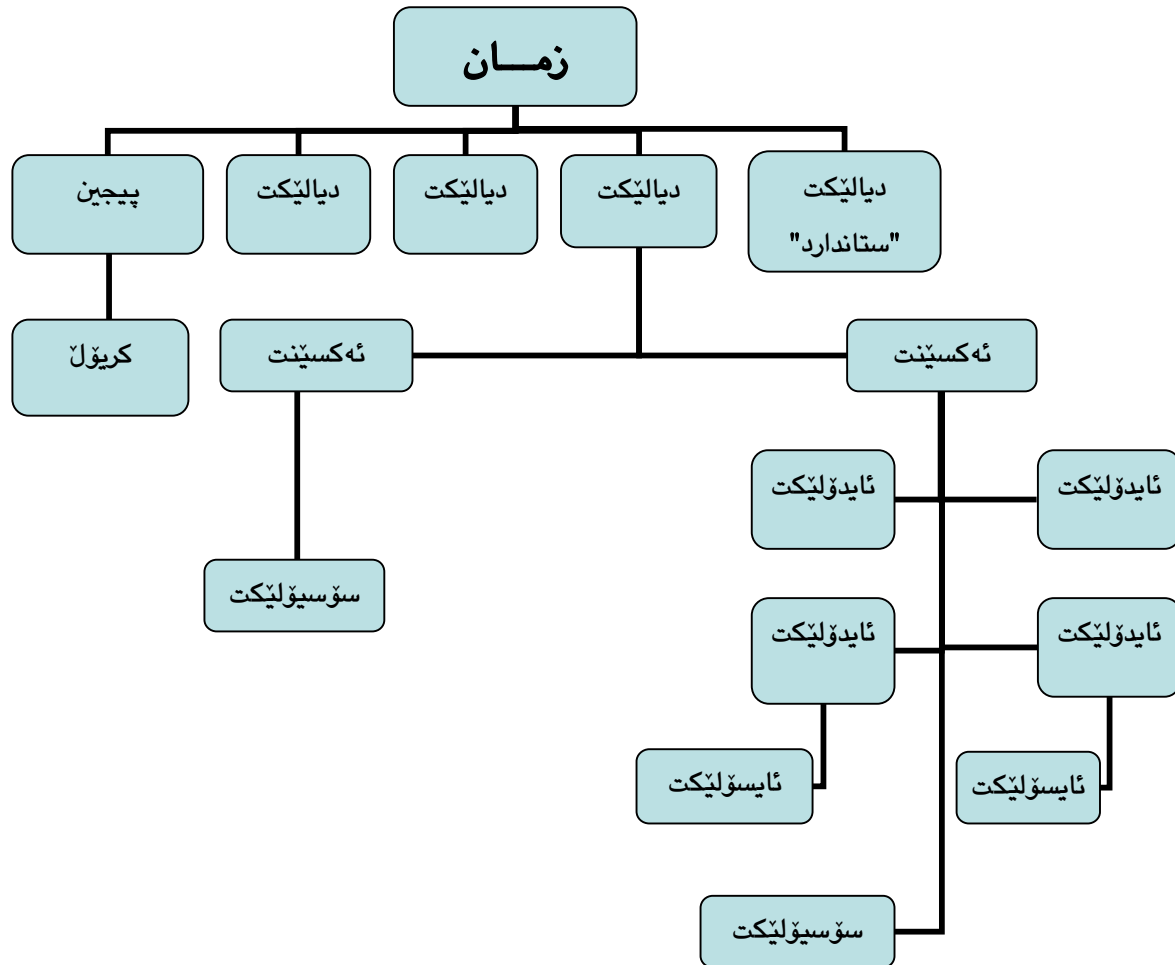 زمـــان
دیالێکت
"ستاندارد"
دیالێکت
دیالێکت
دیالێکت
پیجین
ئەکسێنت
ئەکسێنت
کریۆڵ
ئایدۆلێکت
ئایدۆلێکت
سۆسیۆلێکت
ئایدۆلێکت
ئایدۆلێکت
ئایسۆلێکت
ئایسۆلێکت
سۆسیۆلێکت